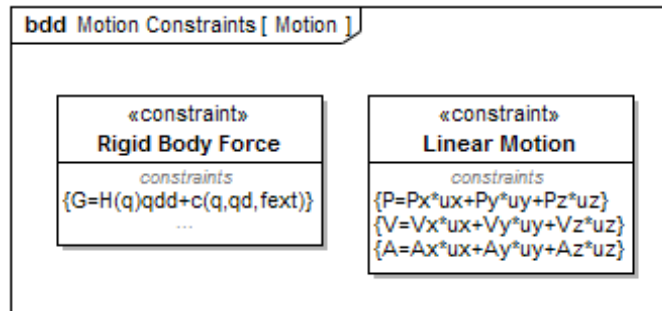 bdd Motion Constraints [ Motion ]
«constraint»
Rigid Body Force
constraints
{G=H(q)qdd+c(q,qd,fext)}
...
«constraint»
Linear Motion
constraints
{P=Px*ux+Py*uy+Pz*uz}
{V=Vx*ux+Vy*uy+Vz*uz}
{A=Ax*ux+Ay*uy+Az*uz}